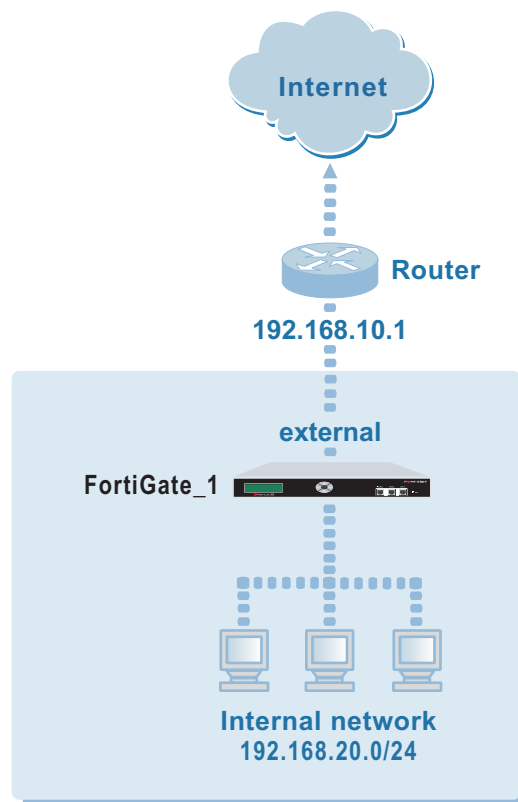 Internet
Router
192.168.10.1
external
FortiGate_1
Internal network
192.168.20.0/24